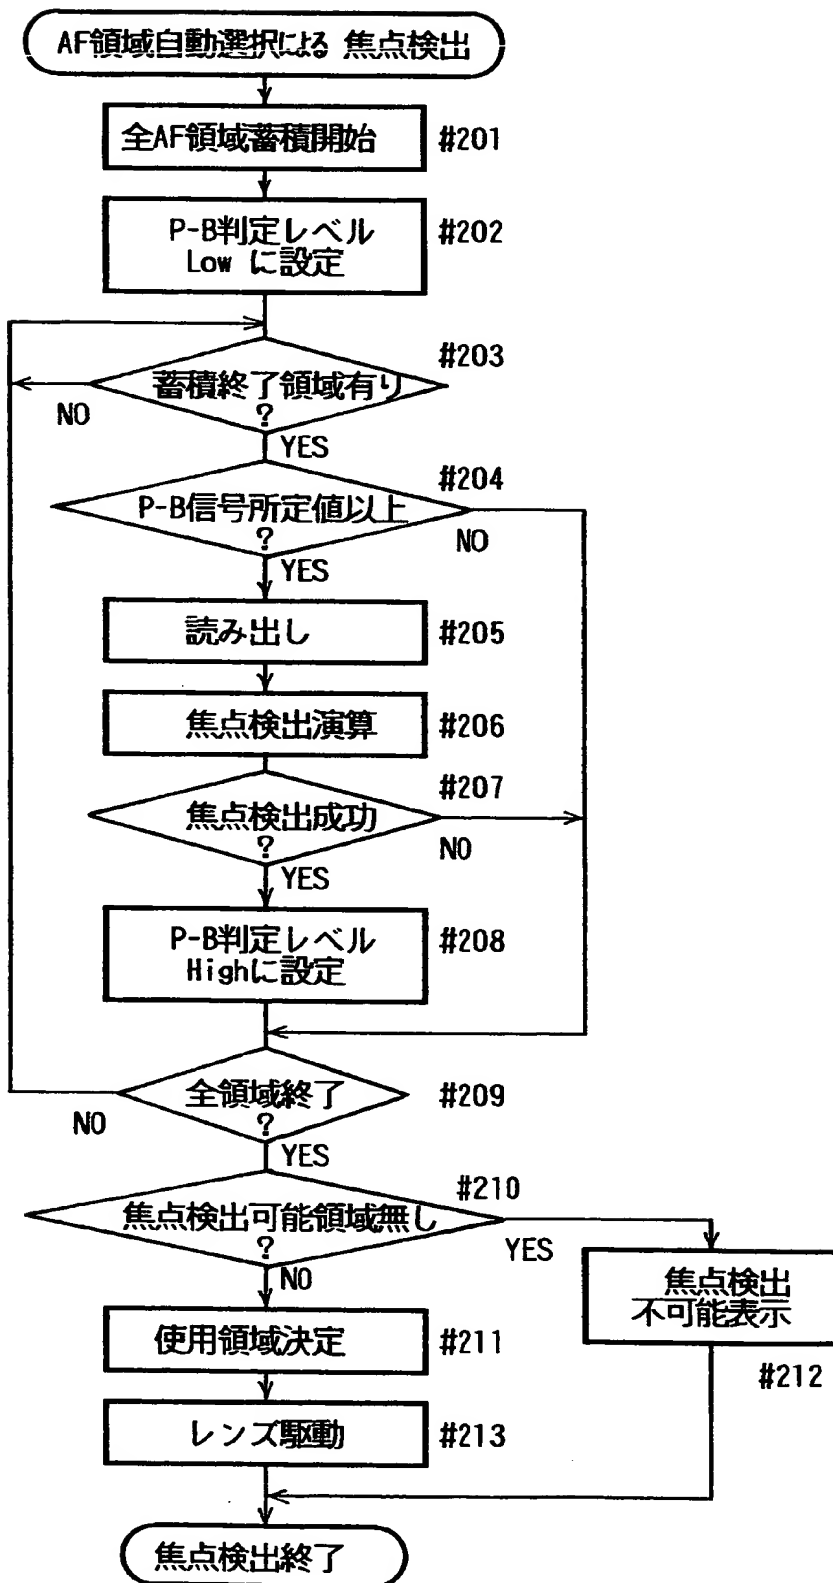 AF領域自動選択による 焦点検出
全AF領域蓄積開始 #201
P-B判定レベル #202
Low に設定
#203
蓄積終了領域有り
?
NO
YES
#204
P-B信号所定値以上
?
NO
YES
読み出し #205
焦点検出演算 #206
#207
焦点検出成功
?
NO
YES
P-B判定レベル #208
Highに設定
全領域終了 #209
?
NO
YES
#210
焦点検出可能領域無し
?
YES
NO
焦点検出
不可能表示
#212
使用領域決定 #211
レンズ駆動 #213
焦点検出終了